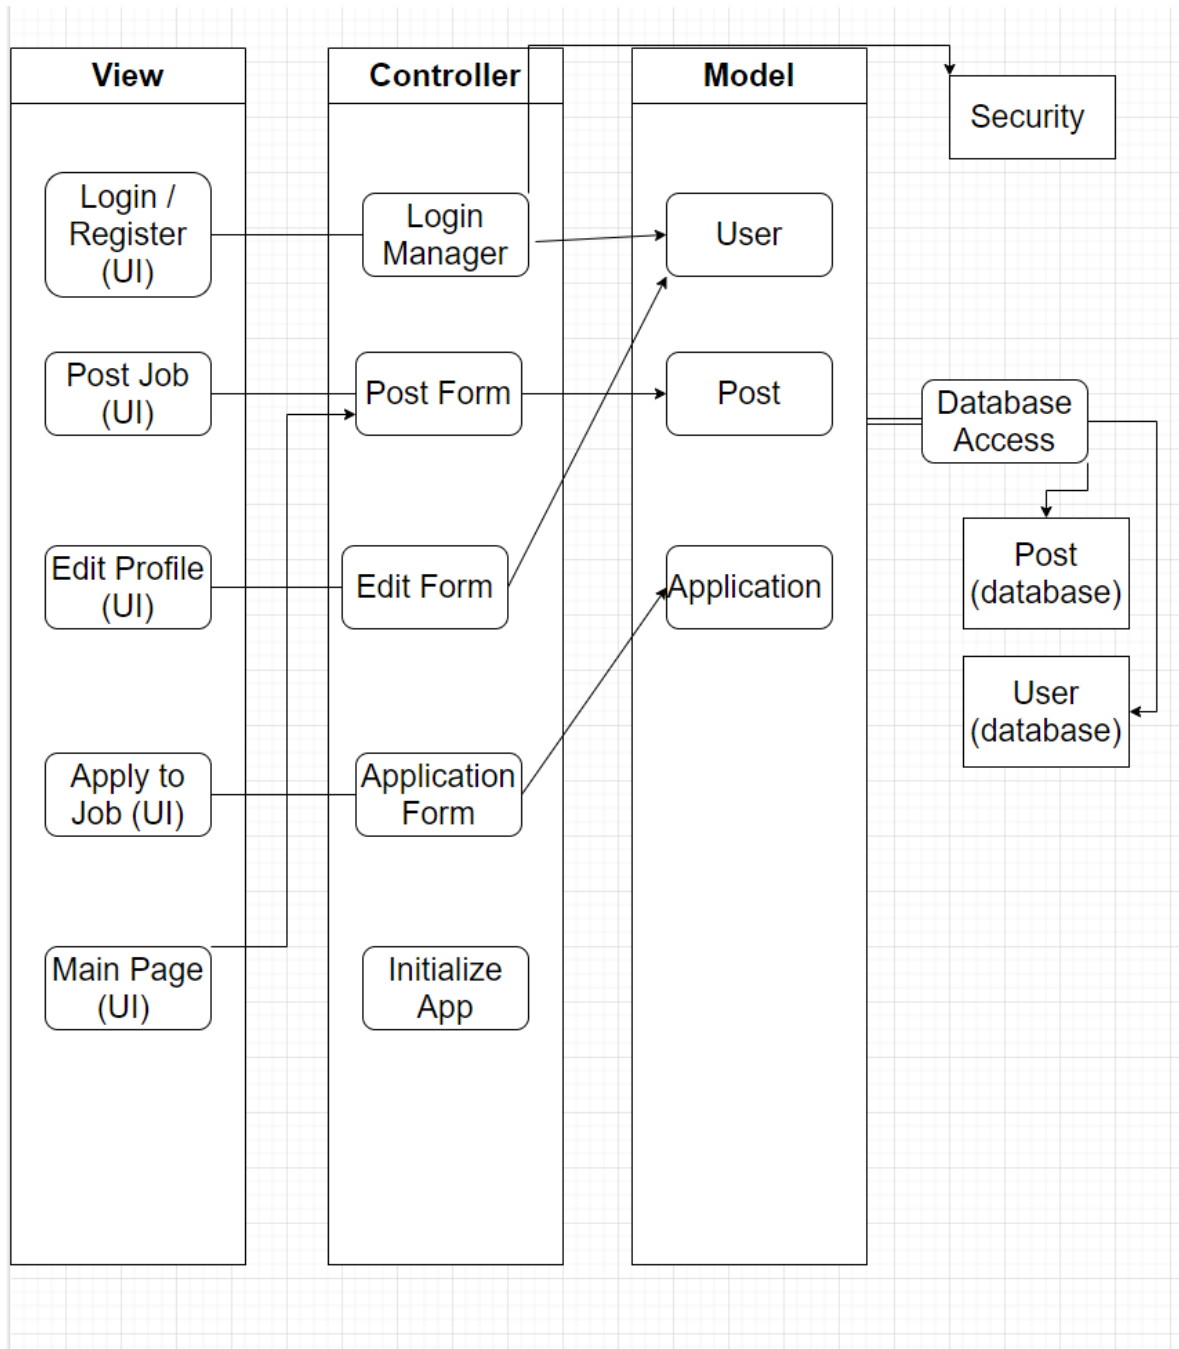 View
Controller
Model
Security
Login /
Register
(UI)
Login
Manager
User
Post Job
(UI)
Post Form
Post
Database
Access
Edit Profile
(UI)
Edit Form
Application
Post
(database)
User
(database)
Apply to
Job (UI)
Application
Form
Main Page
(UI)
Initialize
App